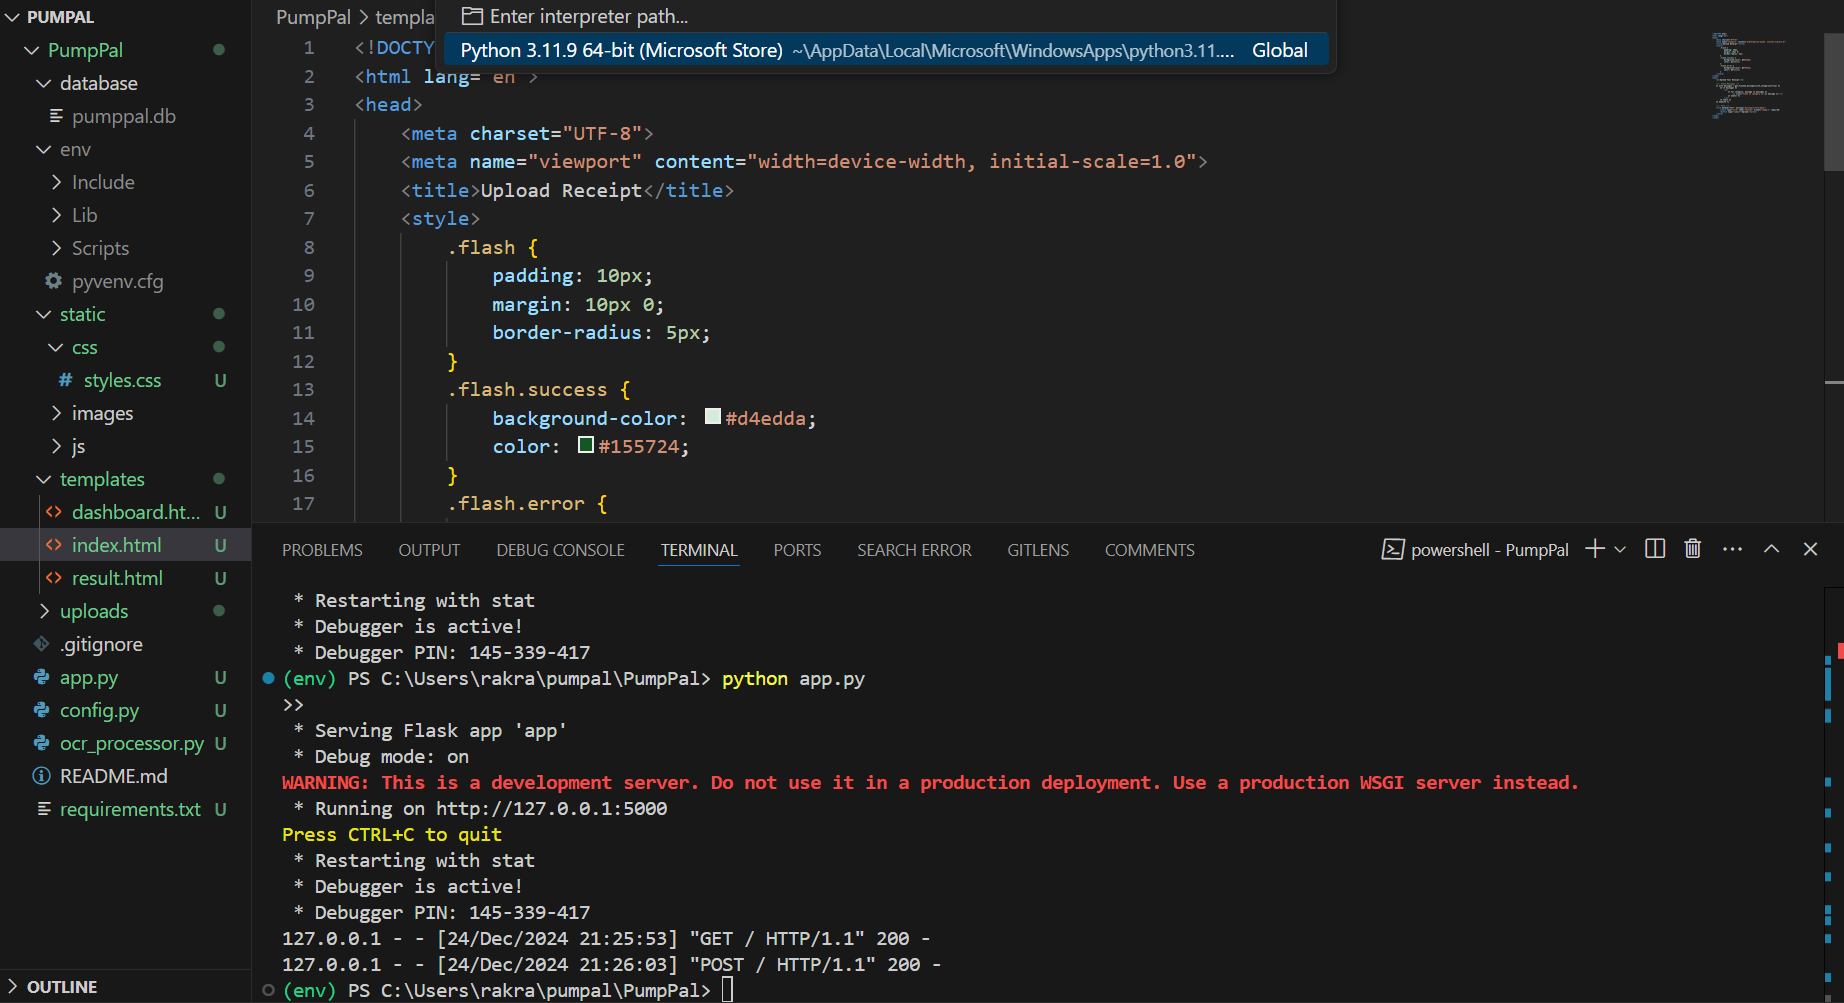 PUMPAL
PumpPal
database
pumppal.db
env
Include
Lib
Scripts
pyvenv.cfg
static
css
# styles.css U
images
js
templates
<> dashboard.ht... U
<> index.html U
<> result.html U
uploads
.gitignore
app.py U
config.py U
ocr_processor.py U
README.md
requirements.txt U
OUTLINE
PumpPal > templa
Enter interpreter path...
Python 3.11.9 64-bit (Microsoft Store) ~\AppData\Local\Microsoft\WindowsApps\python3.11.... Global
1 <!DOCTY
2 <html lang="en">
3 <head>
4 <meta charset="UTF-8">
5 <meta name="viewport" content="width=device-width, initial-scale=1.0">
6 <title>Upload Receipt</title>
7 <style>
8 .flash {
9 padding: 10px;
10 margin: 10px 0;
11 border-radius: 5px;
12 }
13 .flash.success {
14 background-color: #d4edda;
15 color: #155724;
16 }
17 .flash.error {
PROBLEMS OUTPUT DEBUG CONSOLE TERMINAL PORTS SEARCH ERROR GITLENS COMMENTS powershell - PumpPal
* Restarting with stat
* Debugger is active!
* Debugger PIN: 145-339-417
(env) PS C:\Users\rakra\pumpal\PumpPal> python app.py
>>
* Serving Flask app 'app'
* Debug mode: on
WARNING: This is a development server. Do not use it in a production deployment. Use a production WSGI server instead.
* Running on http://127.0.0.1:5000
Press CTRL+C to quit
* Restarting with stat
* Debugger is active!
* Debugger PIN: 145-339-417
127.0.0.1 - - [24/Dec/2024 21:25:53] "GET / HTTP/1.1" 200 -
127.0.0.1 - - [24/Dec/2024 21:26:03] "POST / HTTP/1.1" 200 -
(env) PS C:\Users\rakra\pumpal\PumpPal>